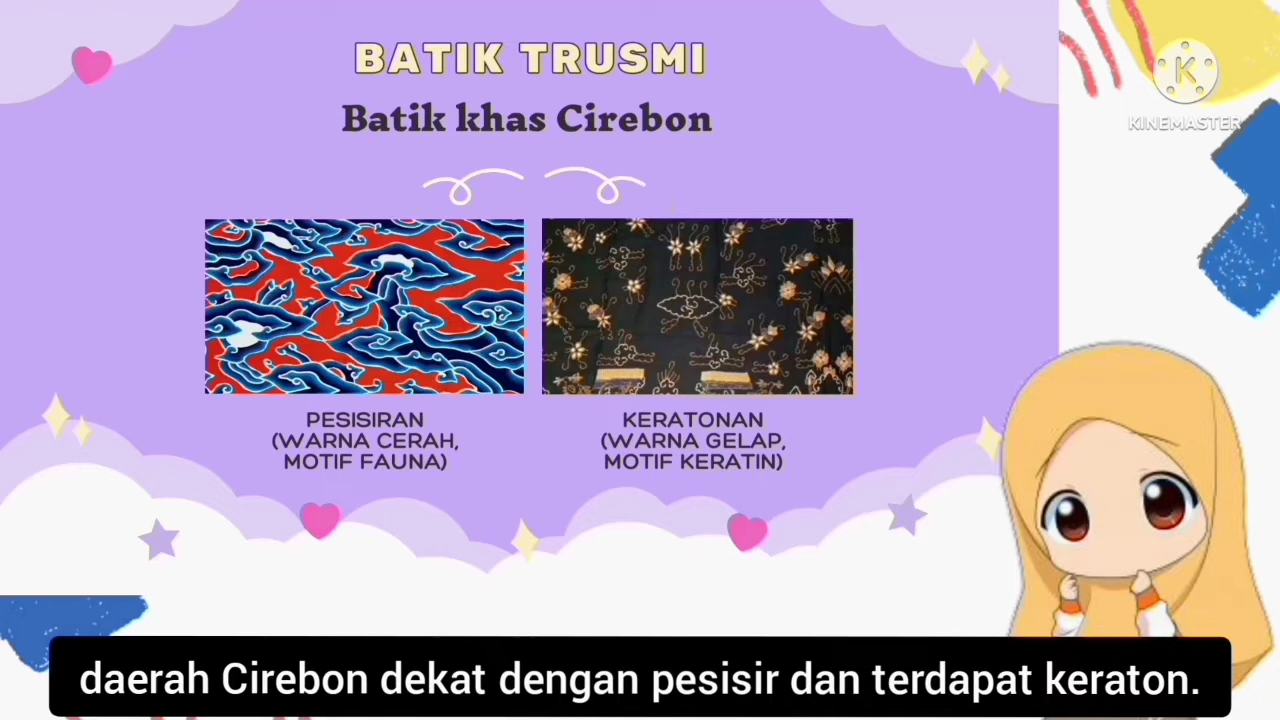 BATIK TRUSMI
Batik khas Cirebon
K
KINEMASTER
PESISIRAN
(WARNA CERAH,
MOTIF FAUNA)
KERATONAN
(WARNA GELAP,
MOTIF KERATIN)
daerah Cirebon dekat dengan pesisir dan terdapat keraton.